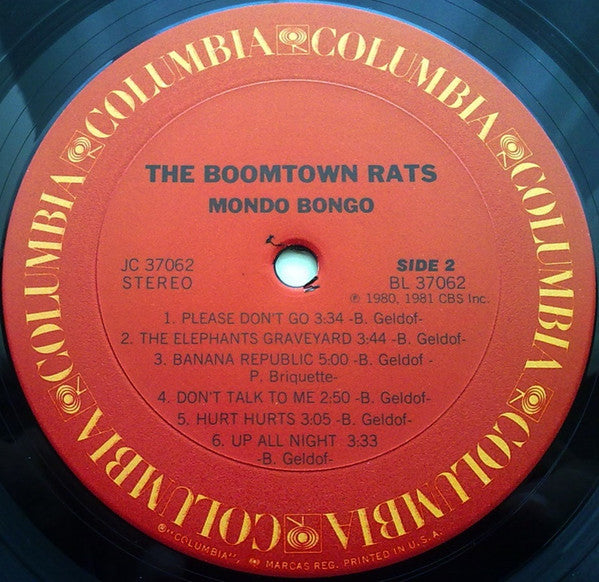 COLUMBIA COLUMBIA COLUMBIA COLUMBIA COLUMBIA COLUMBIA COLUMBIA COLUMBIA
THE BOOMTOWN RATS
MONDO BONGO
JC 37062
STEREO
SIDE 2
BL 37062
℗ 1980, 1981 CBS Inc.
1. PLEASE DON'T GO 3:34 -B. Geldof-
2. THE ELEPHANTS GRAVEYARD 3:44 -B. Geldof-
3. BANANA REPUBLIC 5:00 -B. Geldof -
P. Briquette-
4. DON'T TALK TO ME 2:50 -B. Geldof-
5. HURT HURTS 3:05 -B. Geldof-
6. UP ALL NIGHT 3:33
-B. Geldof-
®"COLUMBIA", MARCAS REG. PRINTED IN U.S.A.